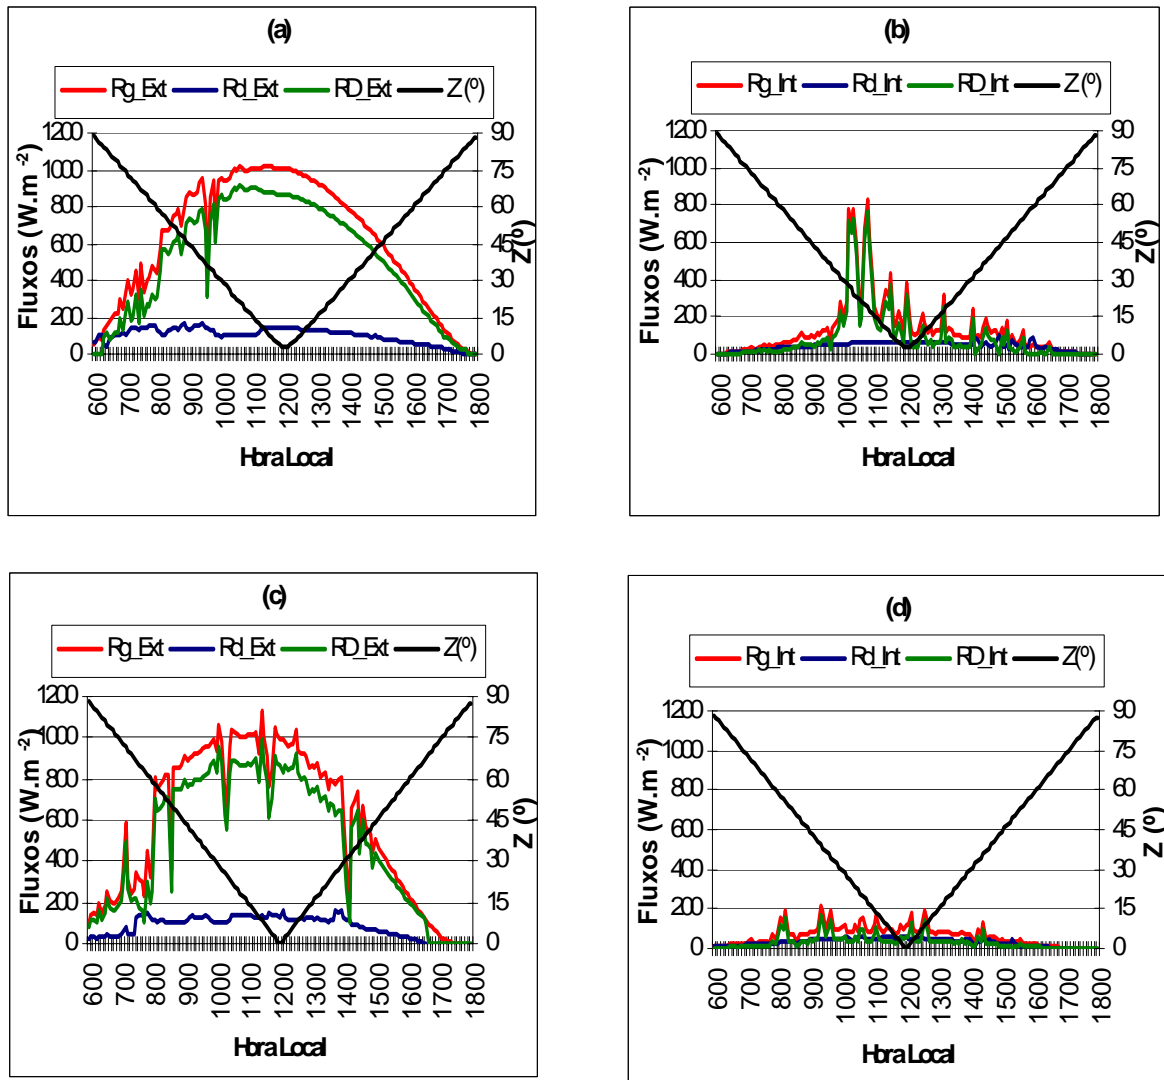 (a)
Rg_Ext Rd_Ext RD_Ext Z(º)
1200 1000 800 600 400 200 0
Fluxos (W.m -2)
90 75 60 45 30 15 0
Z(º)
600 700 800 900 1000 1100 1200 1300 1400 1500 1600 1700 1800
Hora Local
(b)
Rg_Int Rd_Int RD_Int Z(º)
1200 1000 800 600 400 200 0
Fluxos (W.m -2)
90 75 60 45 30 15 0
Z(º)
600 700 800 900 1000 1100 1200 1300 1400 1500 1600 1700 1800
Hora Local
(c)
Rg_Ext Rd_Ext RD_Ext Z(º)
1200 1000 800 600 400 200 0
Fluxos (W.m -2)
90 75 60 45 30 15 0
Z (º)
600 700 800 900 1000 1100 1200 1300 1400 1500 1600 1700 1800
Hora Local
(d)
Rg_Int Rd_Int RD_Int Z(º)
1200 1000 800 600 400 200 0
Fluxos (W.m -2)
90 75 60 45 30 15 0
Z (º)
600 700 800 900 1000 1100 1200 1300 1400 1500 1600 1700 1800
Hora Local